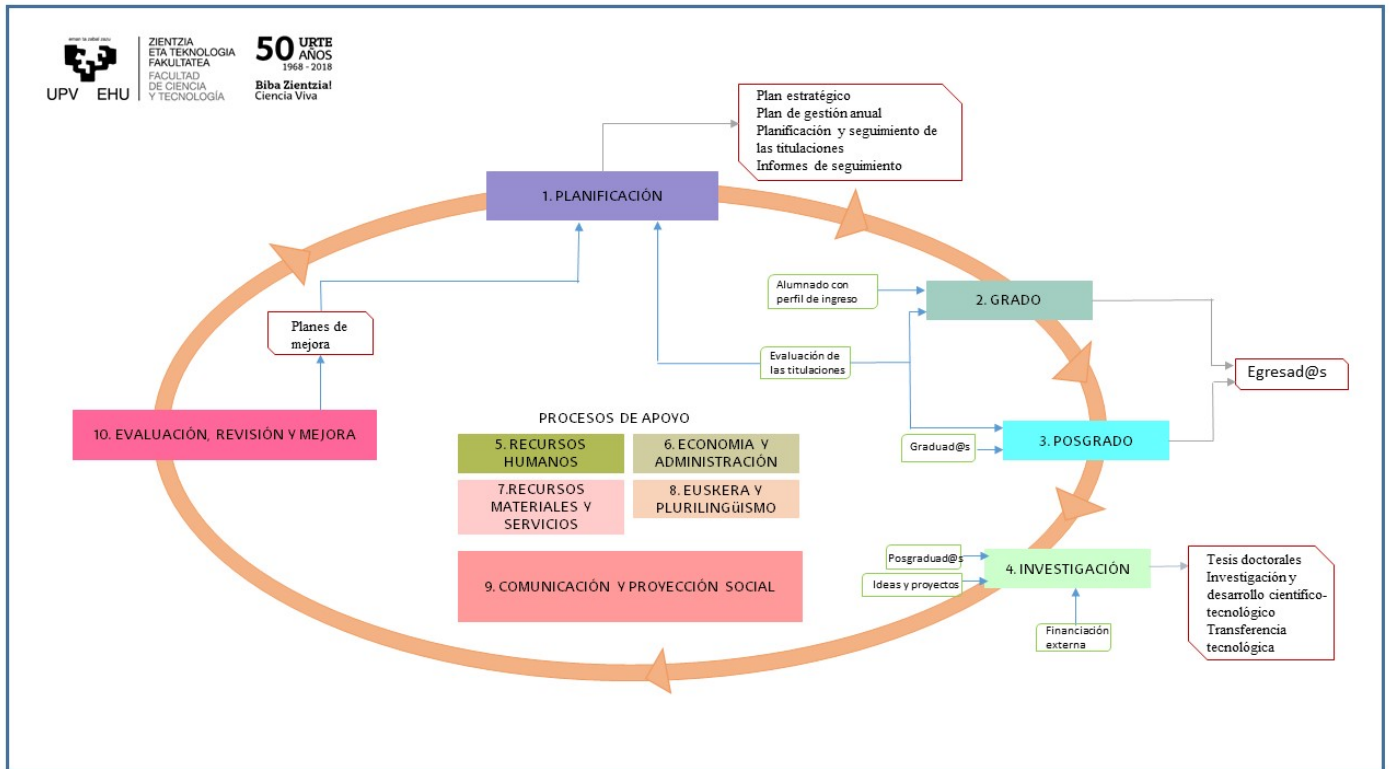 eman ta zabal zazu
UPV EHU
ZIENTZIA
ETA TEKNOLOGIA
FAKULTATEA
FACULTAD
DE CIENCIA
Y TECNOLOGÍA
50 URTE
AÑOS
1968 - 2018
Biba Zientzia!
Ciencia Viva
Plan estratégico
Plan de gestión anual
Planificación y seguimiento de
las titulaciones
Informes de seguimiento
1. PLANIFICACIÓN
Alumnado con
perfil de ingreso
2. GRADO
Planes de
mejora
Evaluación de
las titulaciones
Egresad@s
10. EVALUACIÓN, REVISIÓN Y MEJORA
PROCESOS DE APOYO
5. RECURSOS
HUMANOS
6. ECONOMIA Y
ADMINISTRACIÓN
Graduad@s
3. POSGRADO
7.RECURSOS
MATERIALES Y
SERVICIOS
8. EUSKERA Y
PLURILINGÜISMO
9. COMUNICACIÓN Y PROYECCIÓN SOCIAL
Posgraduad@s
Ideas y proyectos
4. INVESTIGACIÓN
Financiación
externa
Tesis doctorales
Investigación y
desarrollo científico-
tecnológico
Transferencia
tecnológica